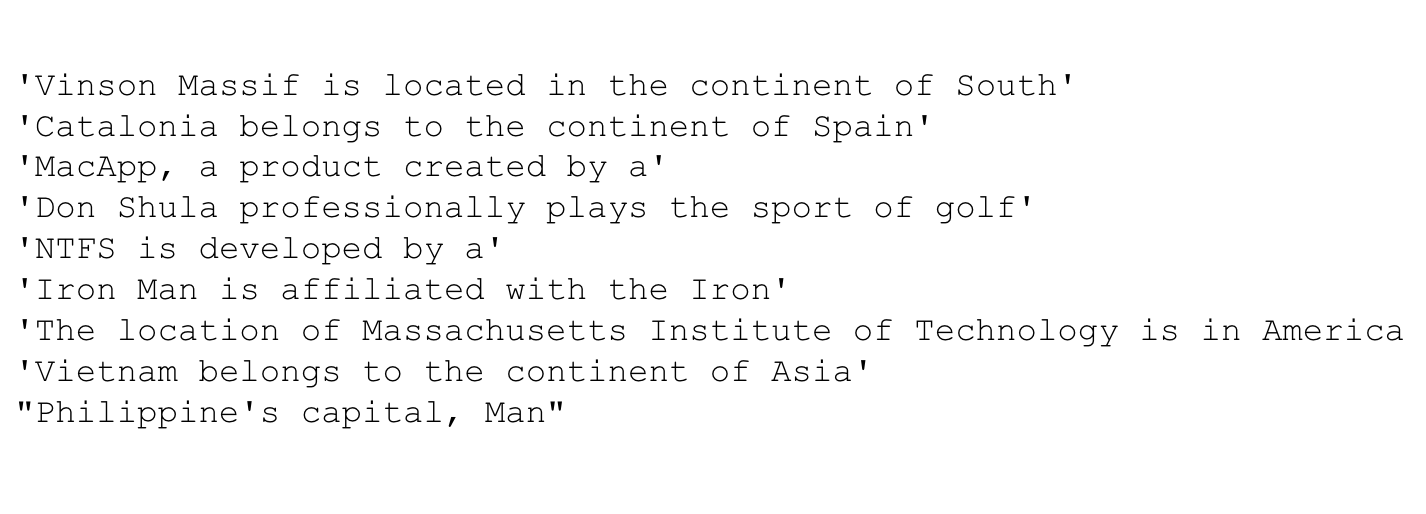 'Vinson Massif is located in the continent of South'
'Catalonia belongs to the continent of Spain'
'MacApp, a product created by a'
'Don Shula professionally plays the sport of golf'
'NTFS is developed by a'
'Iron Man is affiliated with the Iron'
'The location of Massachusetts Institute of Technology is in America
'Vietnam belongs to the continent of Asia'
"Philippine's capital, Man"